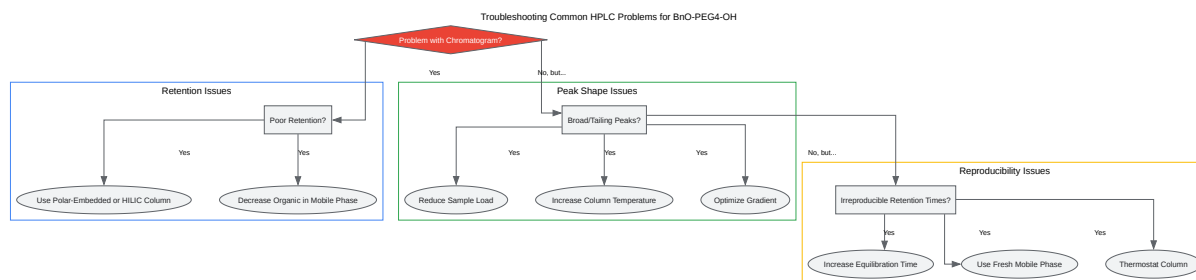 Troubleshooting Common HPLC Problems for BnO-PEG4-OH
Problem with Chromatogram?
Yes
No, but...
Retention Issues
Poor Retention?
Yes
Yes
Use Polar-Embedded or HILIC Column
Decrease Organic in Mobile Phase
Peak Shape Issues
Broad/Tailing Peaks?
Yes
Yes
Yes
No, but...
Reduce Sample Load
Increase Column Temperature
Optimize Gradient
Reproducibility Issues
Irreproducible Retention Times?
Yes
Yes
Yes
Increase Equilibration Time
Use Fresh Mobile Phase
Thermostat Column